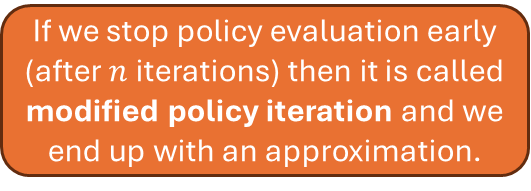 If we stop policy evaluation early
(after n iterations) then it is called
modified policy iteration and we
end up with an approximation.